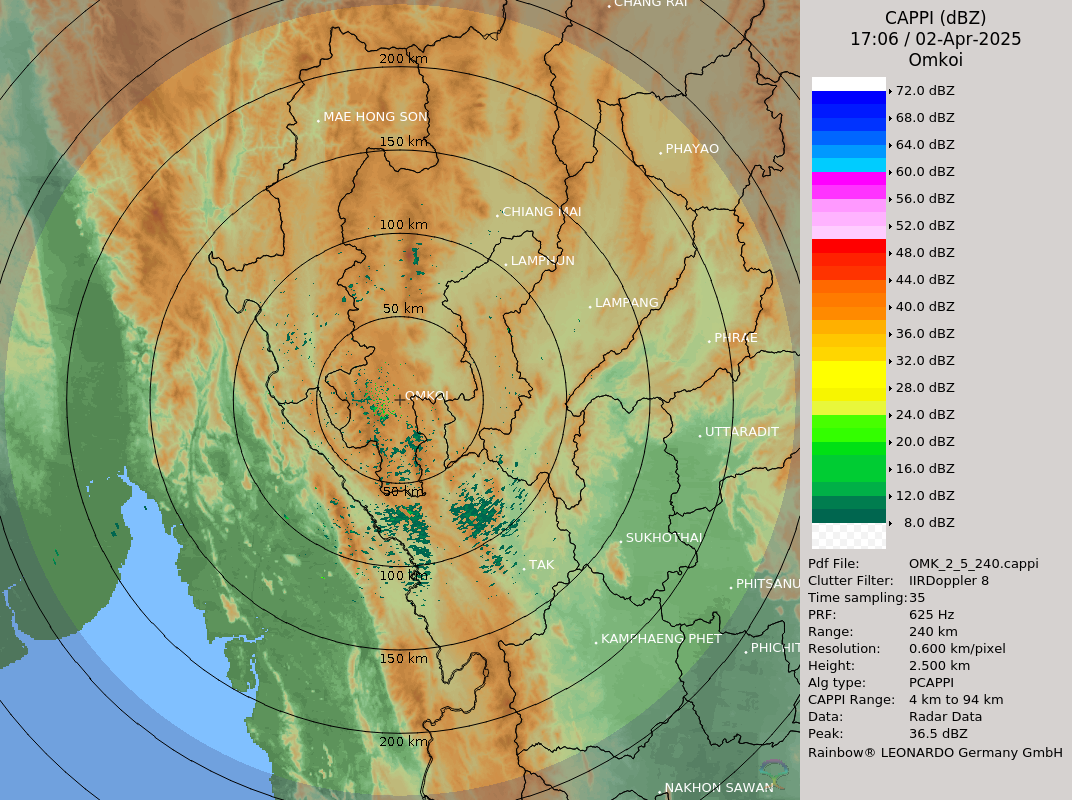 CHANG RAI
200 km
MAE HONG SON
150 km
PHAYAO
CHIANG MAI
100 km
LAMPHUN
LAMPANG
50 km
PHRAE
OMKOI
UTTARADIT
50 km
SUKHOTHAI
TAK
100 km
PHITSANU
KAMPHAENG PHET
PHICHIT
150 km
200 km
NAKHON SAWAN
CAPPI (dBZ)
17:06 / 02-Apr-2025
Omkoi
72.0 dBZ
68.0 dBZ
64.0 dBZ
60.0 dBZ
56.0 dBZ
52.0 dBZ
48.0 dBZ
44.0 dBZ
40.0 dBZ
36.0 dBZ
32.0 dBZ
28.0 dBZ
24.0 dBZ
20.0 dBZ
16.0 dBZ
12.0 dBZ
8.0 dBZ
Pdf File: OMK_2_5_240.cappi
Clutter Filter: IIRDoppler 8
Time sampling: 35
PRF: 625 Hz
Range: 240 km
Resolution: 0.600 km/pixel
Height: 2.500 km
Alg type: PCAPPI
CAPPI Range: 4 km to 94 km
Data: Radar Data
Peak: 36.5 dBZ
Rainbow® LEONARDO Germany GmbH